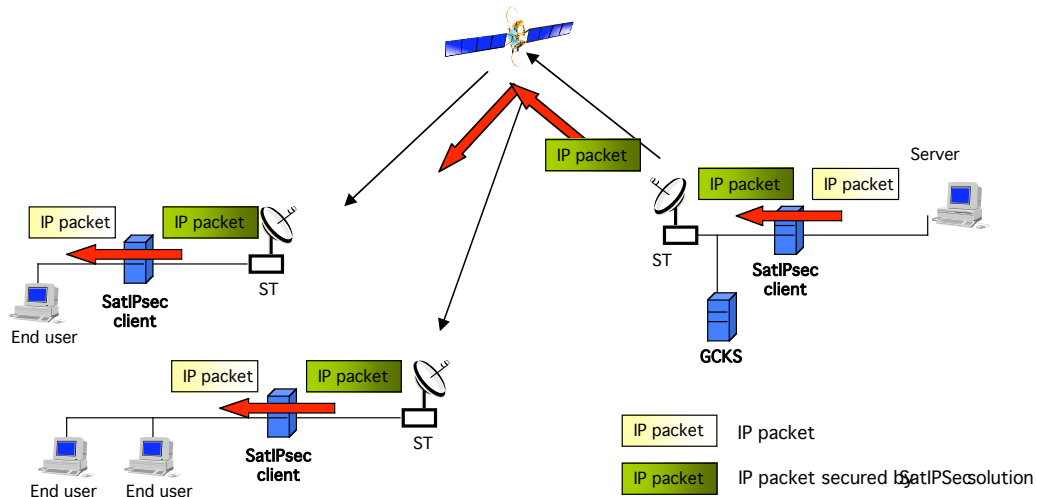 IP packet
Server
IP packet
IP packet
IP packet
IP packet
ST
SatIPsec
client
ST
SatIPsec
client
End user
GCKS
IP packet
IP packet
ST
SatIPsec
client
End user
End user
IP packet
IP packet
IP packet
IP packet secured by SatIPSec solution